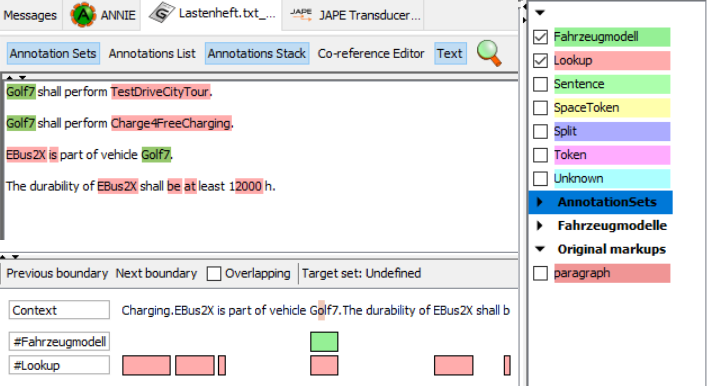 Messages ANNIE Lastenheft.txt_... JAPE JAPE Transducer...
Annotation Sets Annotations List Annotations Stack Co-reference Editor Text
Golf7 shall perform TestDriveCityTour.
Golf7 shall perform Charge4FreeCharging.
EBus2X is part of vehicle Golf7.
The durability of EBus2X shall be at least 12000 h.
Previous boundary Next boundary Overlapping Target set: Undefined
Context Charging.EBus2X is part of vehicle Golf7.The durability of EBus2X shall b
#Fahrzeugmodell
#Lookup
Fahrzeugmodell
Lookup
Sentence
SpaceToken
Split
Token
Unknown
AnnotationSets
Fahrzeugmodelle
Original markups
paragraph